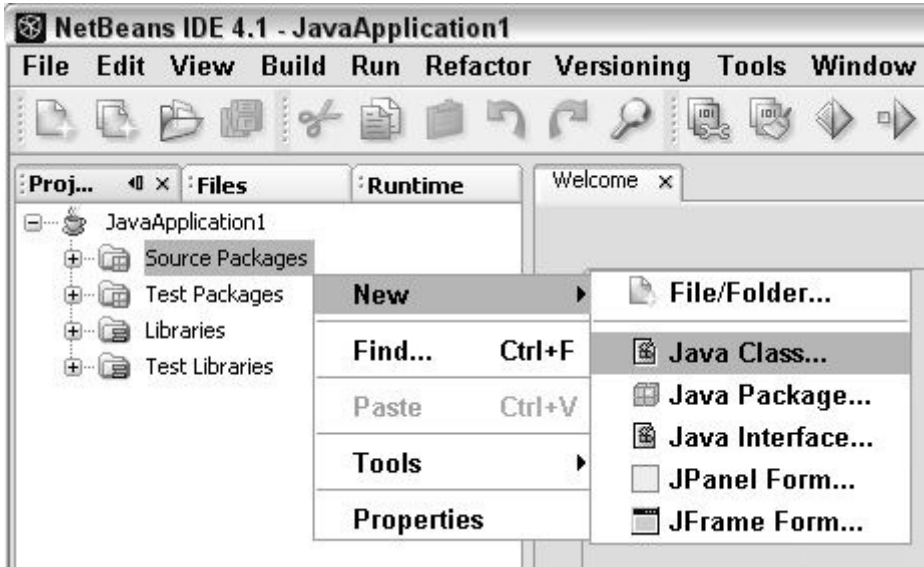 NetBeans IDE 4.1 - JavaApplication1
File Edit View Build Run Refactor Versioning Tools Window
Proj... Files Runtime Welcome
JavaApplication1
Source Packages
Test Packages
Libraries
Test Libraries
New
Find... Ctrl+F
Paste Ctrl+V
Tools
Properties
File/Folder...
Java Class...
Java Package...
Java Interface...
JPanel Form...
JFrame Form...